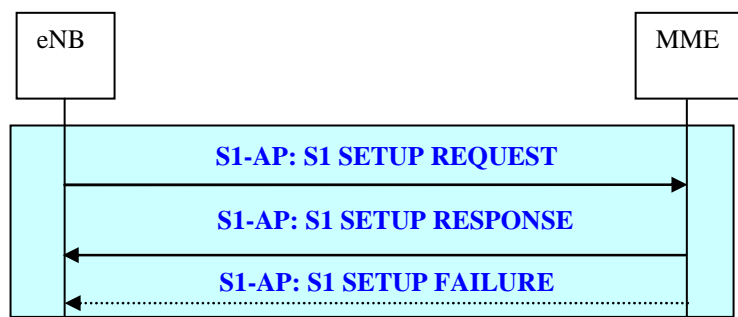 eNB
MME
S1-AP: S1 SETUP REQUEST
S1-AP: S1 SETUP RESPONSE
S1-AP: S1 SETUP FAILURE